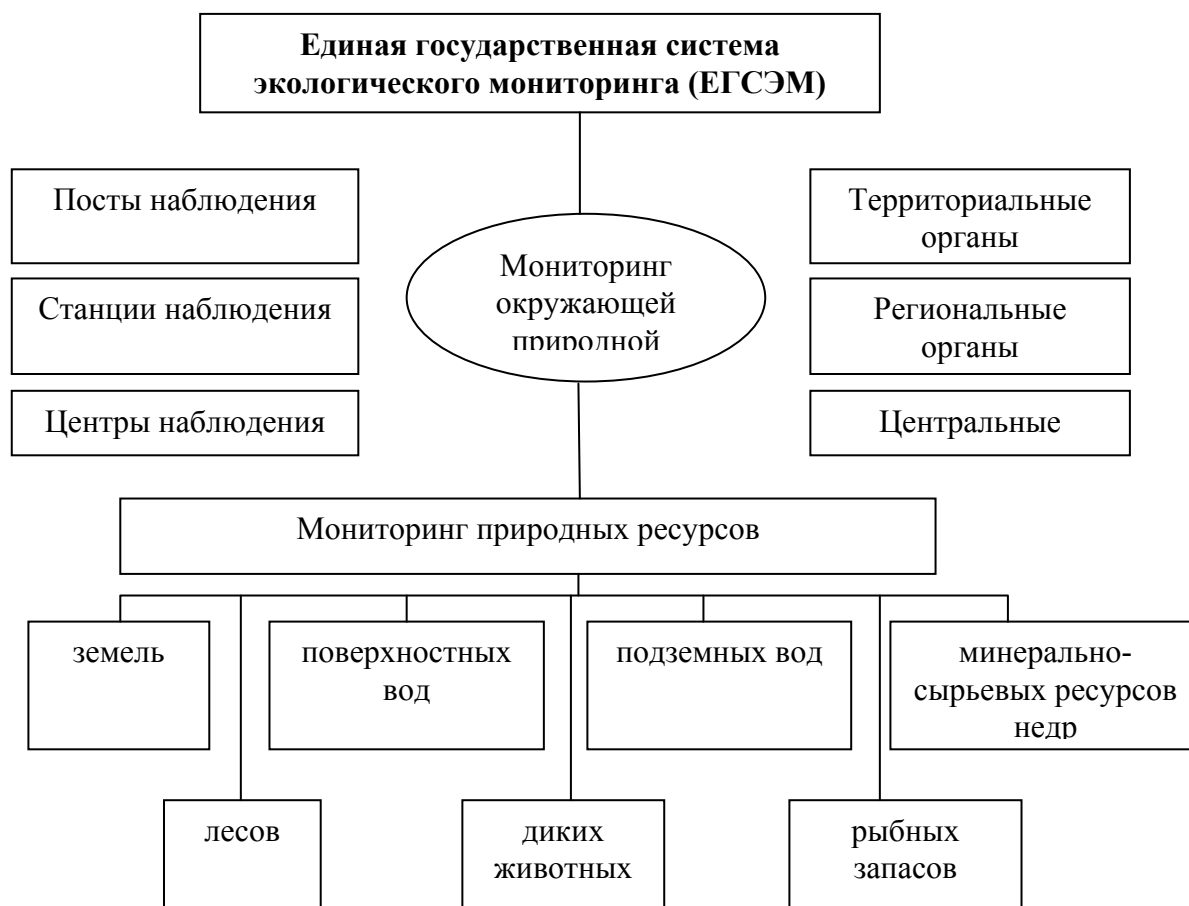 Единая государственная система
экологического мониторинга (ЕГСЭМ)
Посты наблюдения
Территориальные
органы
Мониторинг
окружающей
природной
Станции наблюдения
Региональные
органы
Центры наблюдения
Центральные
Мониторинг природных ресурсов
земель
поверхностных
вод
подземных вод
минерально-
сырьевых ресурсов
недр
лесов
диких
животных
рыбных
запасов